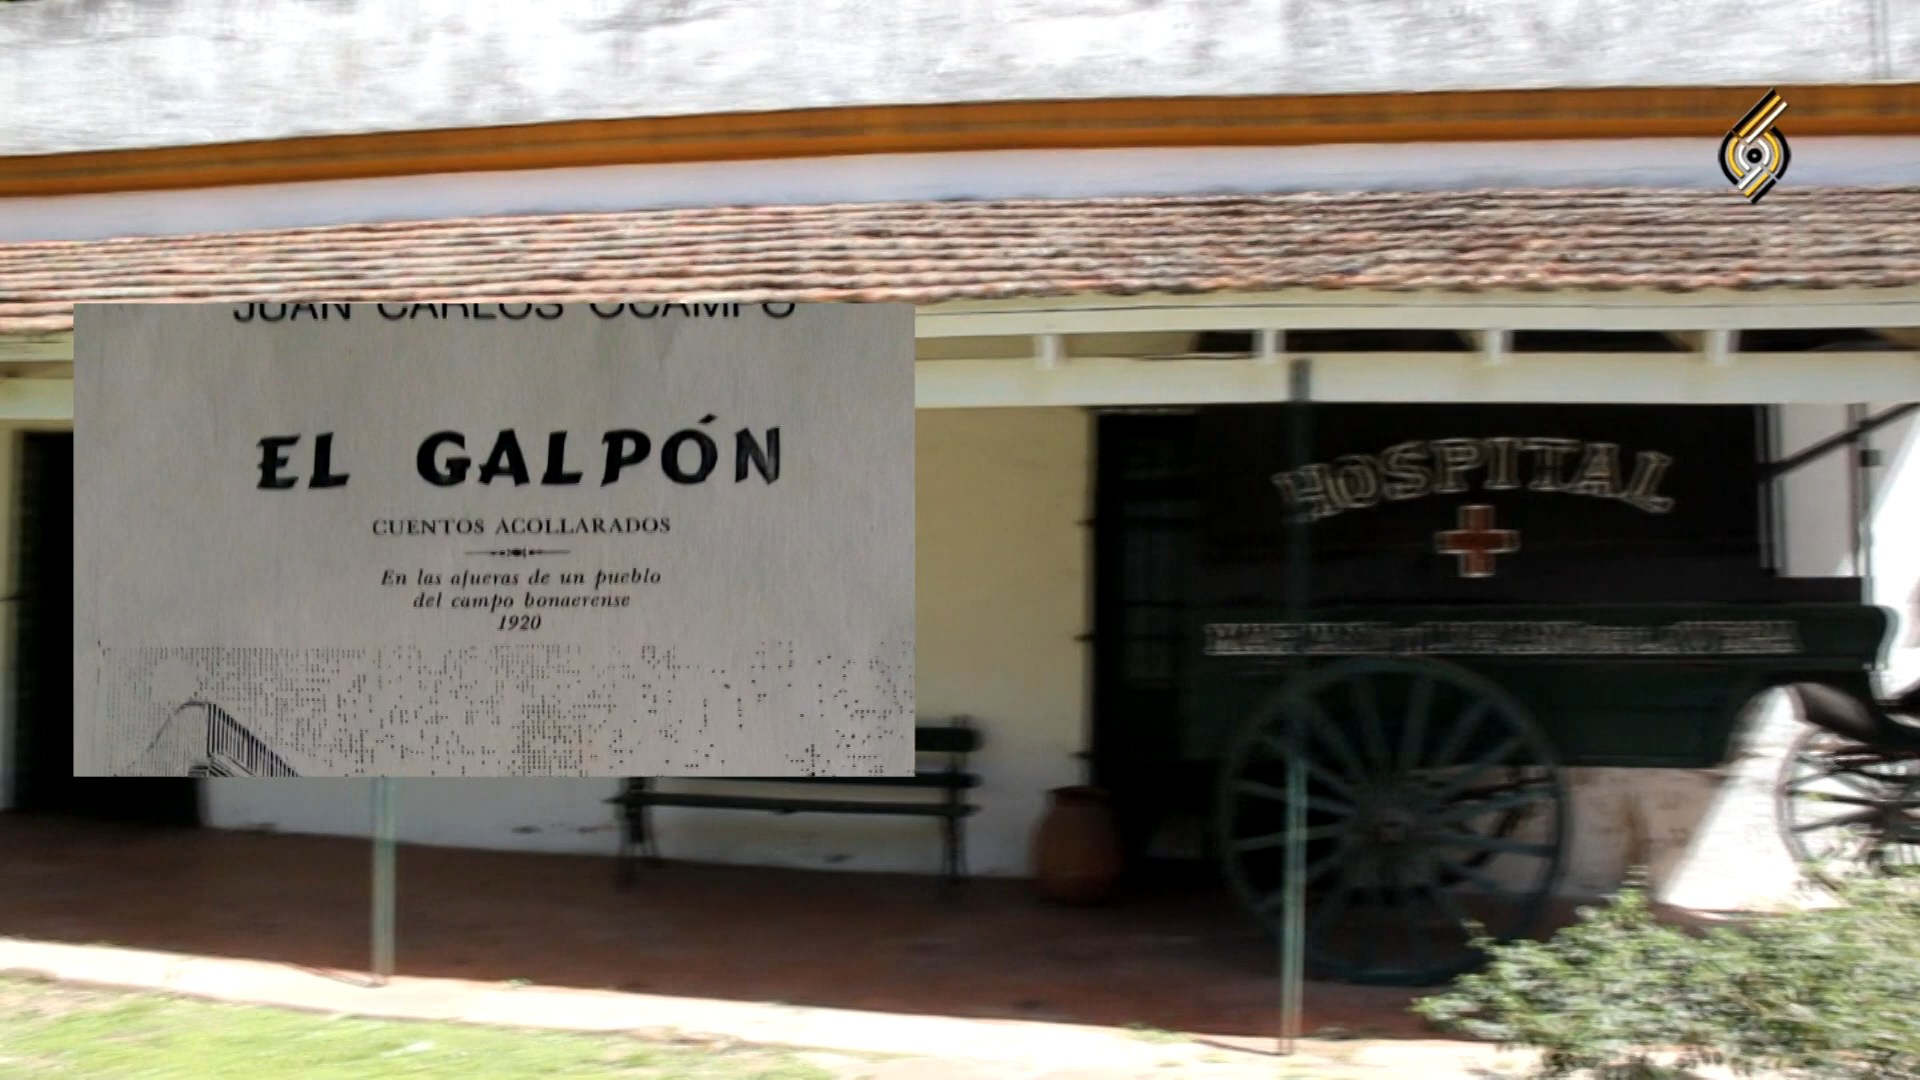 JUAN CARLOS OCAMPO
EL GALPÓN
CUENTOS ACOLLARADOS
En las afueras de un pueblo
del campo bonaerense
1920
HOSPITAL